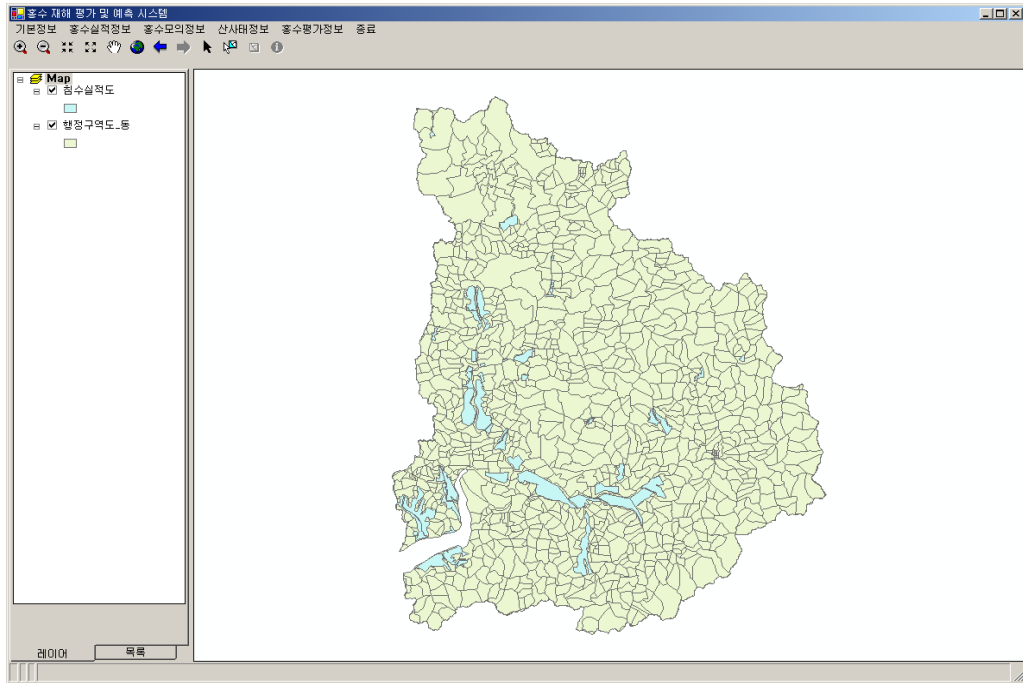 홍수 재해 평가 및 예측 시스템
기본정보 홍수실적정보 홍수모의정보 산사태정보 홍수평가정보 종료
Map
침수실적도
행정구역도_동
레이어 목록